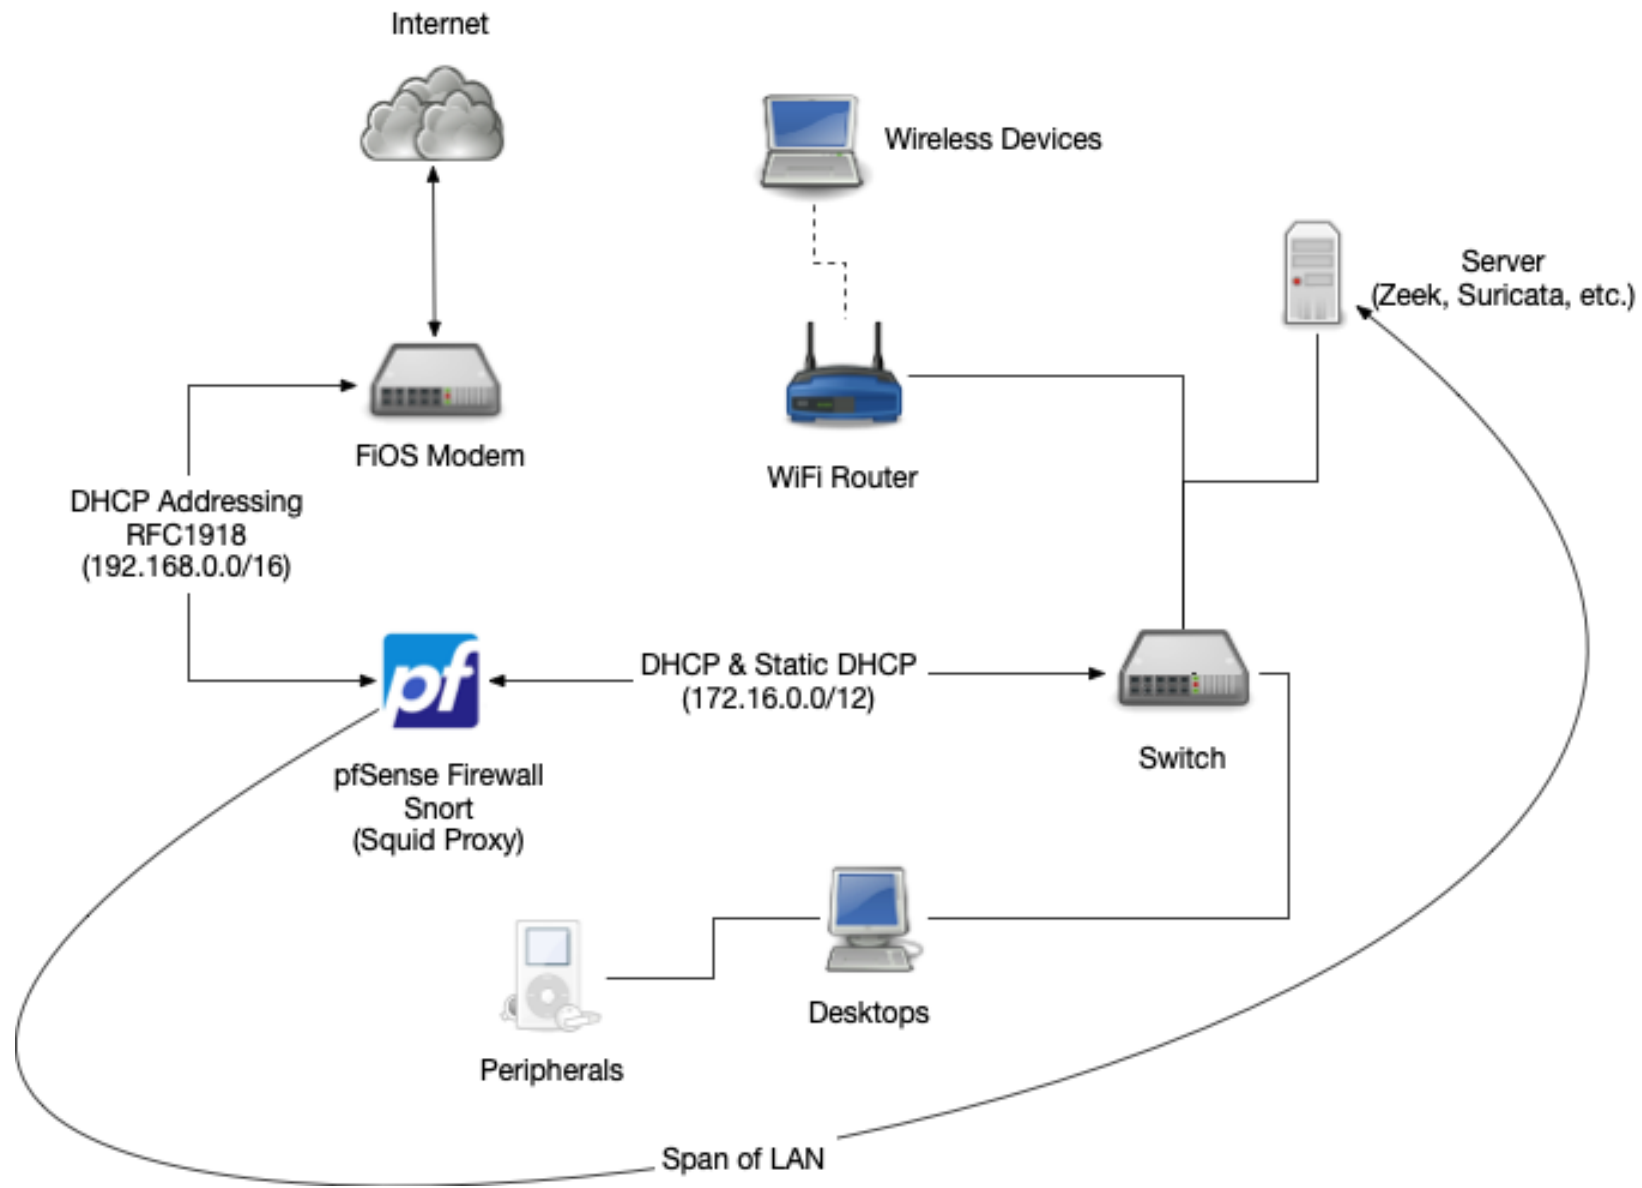 Internet
Wireless Devices
Server
(Zeek, Suricata, etc.)
FiOS Modem
WiFi Router
DHCP Addressing
RFC1918
(192.168.0.0/16)
pf
DHCP & Static DHCP
(172.16.0.0/12)
Switch
pfSense Firewall
Snort
(Squid Proxy)
Desktops
Peripherals
Span of LAN